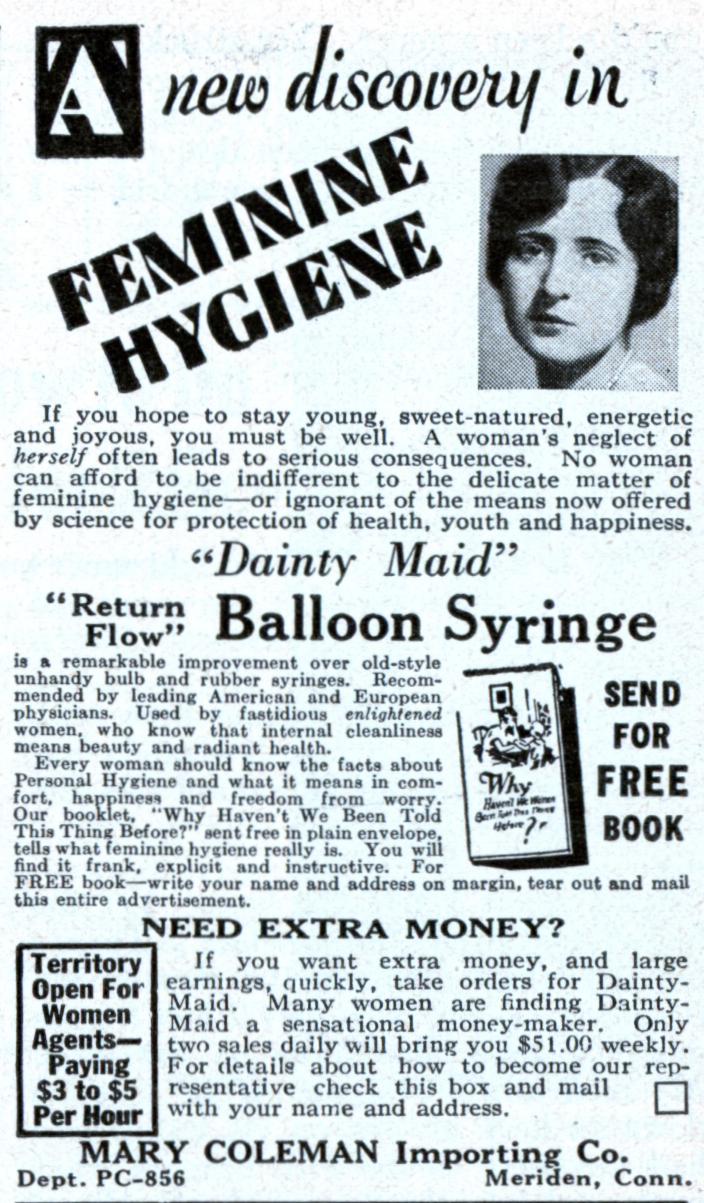 A new discovery in
FEMININE
HYGIENE
If you hope to stay young, sweet-natured, energetic
and joyous, you must be well. A woman's neglect of
herself often leads to serious consequences. No woman
can afford to be indifferent to the delicate matter of
feminine hygiene—or ignorant of the means now offered
by science for protection of health, youth and happiness.
"Dainty Maid"
"Return
Flow"
Balloon Syringe
is a remarkable improvement over old-style
unhandy bulb and rubber syringes. Recom-
mended by leading American and European
physicians. Used by fastidious enlightened
women, who know that internal cleanliness
means beauty and radiant health.
Every woman should know the facts about
Personal Hygiene and what it means in com-
fort, happiness and freedom from worry.
Our booklet, "Why Haven't We Been Told
This Thing Before?" sent free in plain envelope,
tells what feminine hygiene really is. You will
find it frank, explicit and instructive. For
FREE book—write your name and address on margin, tear out and mail
this entire advertisement.
Why
Haven't We Women
Been Told This Thing
Before?
SEND
FOR
FREE
BOOK
NEED EXTRA MONEY?
Territory
Open For
Women
Agents—
Paying
$3 to $5
Per Hour
If you want extra money, and large
earnings, quickly, take orders for Dainty-
Maid. Many women are finding Dainty-
Maid a sensational money-maker. Only
two sales daily will bring you $51.00 weekly.
For details about how to become our rep-
resentative check this box and mail
with your name and address.
MARY COLEMAN Importing Co.
Dept. PC-856
Meriden, Conn.